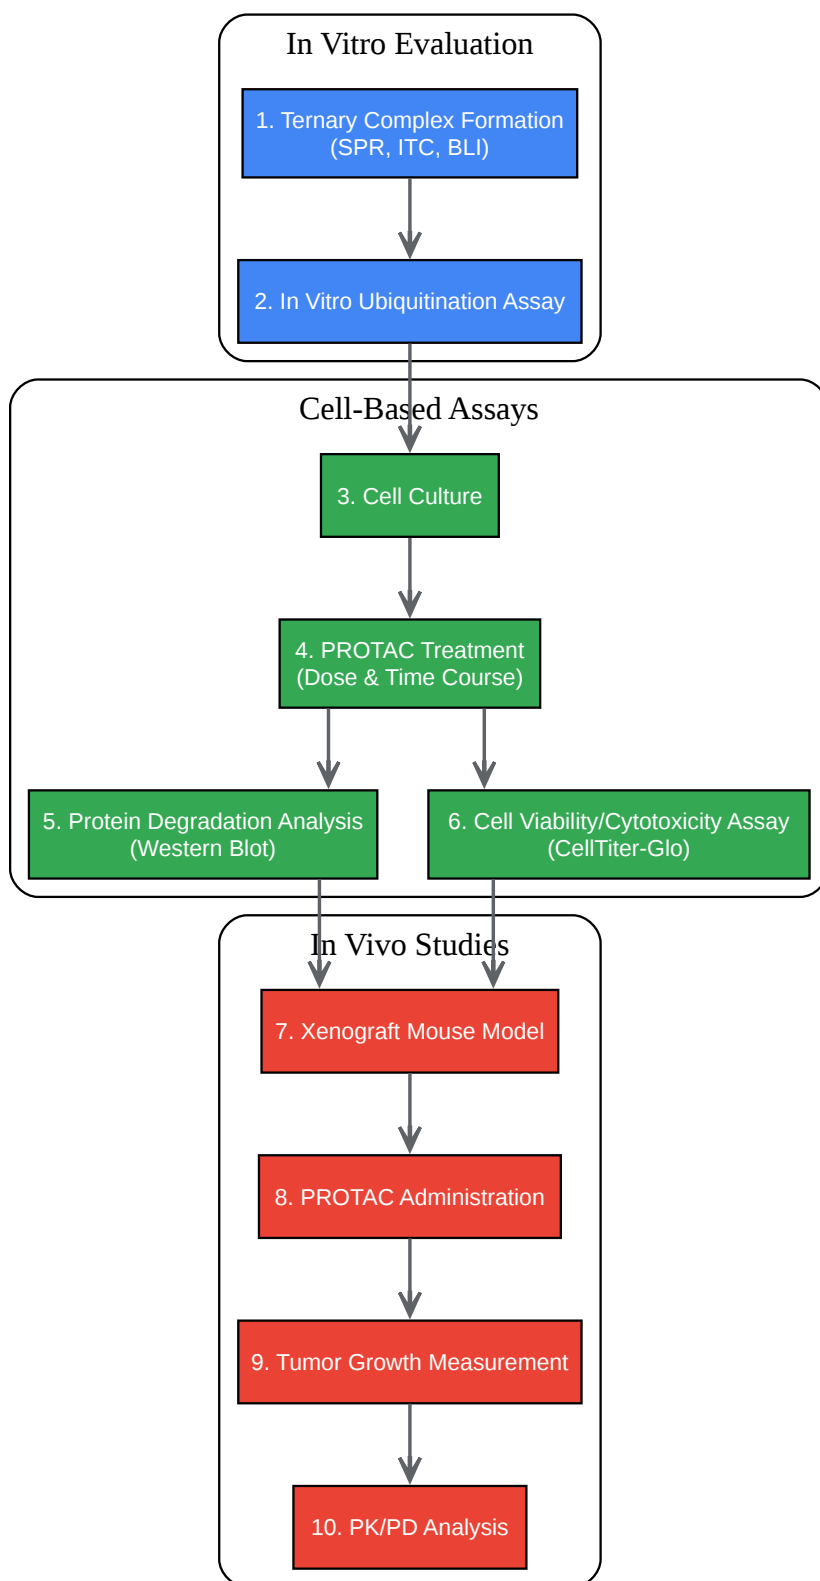 In Vitro Evaluation
1. Ternary Complex Formation
(SPR, ITC, BLI)
2. In Vitro Ubiquitination Assay
Cell-Based Assays
3. Cell Culture
4. PROTAC Treatment
(Dose & Time Course)
5. Protein Degradation Analysis
(Western Blot)
6. Cell Viability/Cytotoxicity Assay
(CellTiter-Glo)
In Vivo Studies
7. Xenograft Mouse Model
8. PROTAC Administration
9. Tumor Growth Measurement
10. PK/PD Analysis